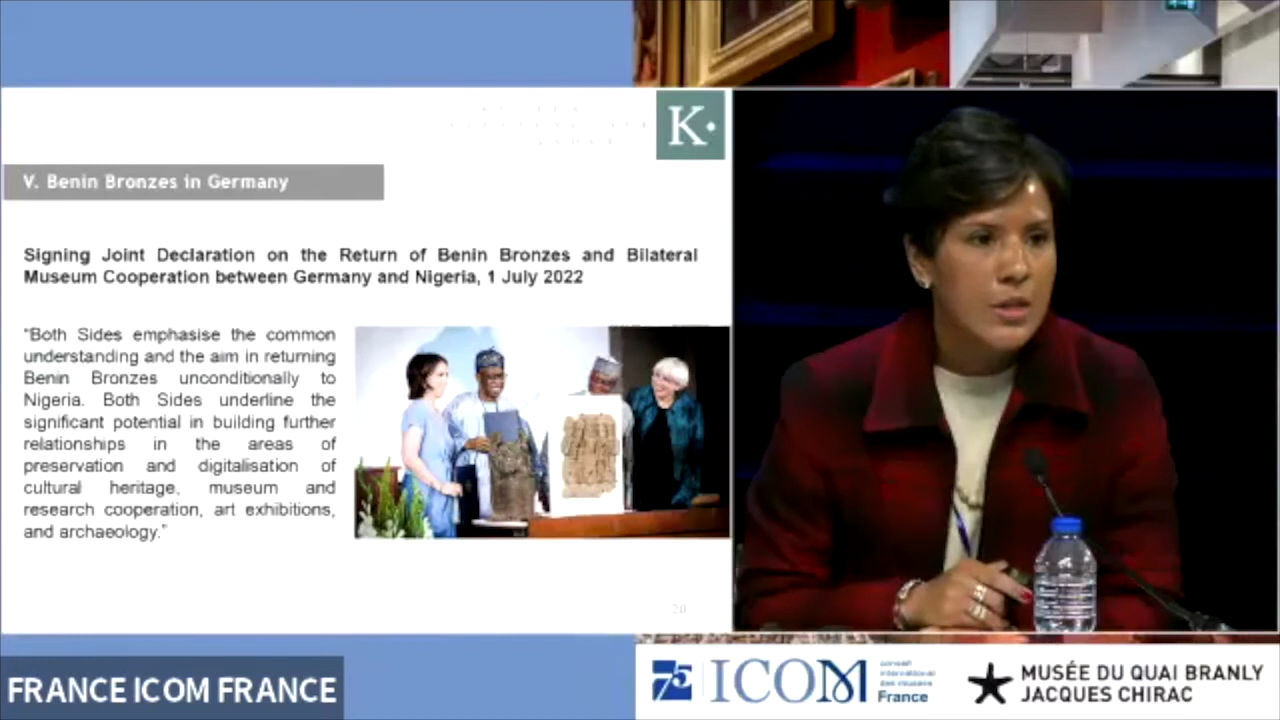 K.
V. Benin Bronzes in Germany
Signing Joint Declaration on the Return of Benin Bronzes and Bilateral
Museum Cooperation between Germany and Nigeria, 1 July 2022
“Both Sides emphasise the common
understanding and the aim in returning
Benin Bronzes unconditionally to
Nigeria. Both Sides underline the
significant potential in building further
relationships in the areas of
preservation and digitalisation of
cultural heritage, museum and
research cooperation, art exhibitions,
and archaeology.”
20
FRANCE ICOM FRANCE
75
ICOM
conseil
international
des musées
France
MUSÉE DU QUAI BRANLY
JACQUES CHIRAC